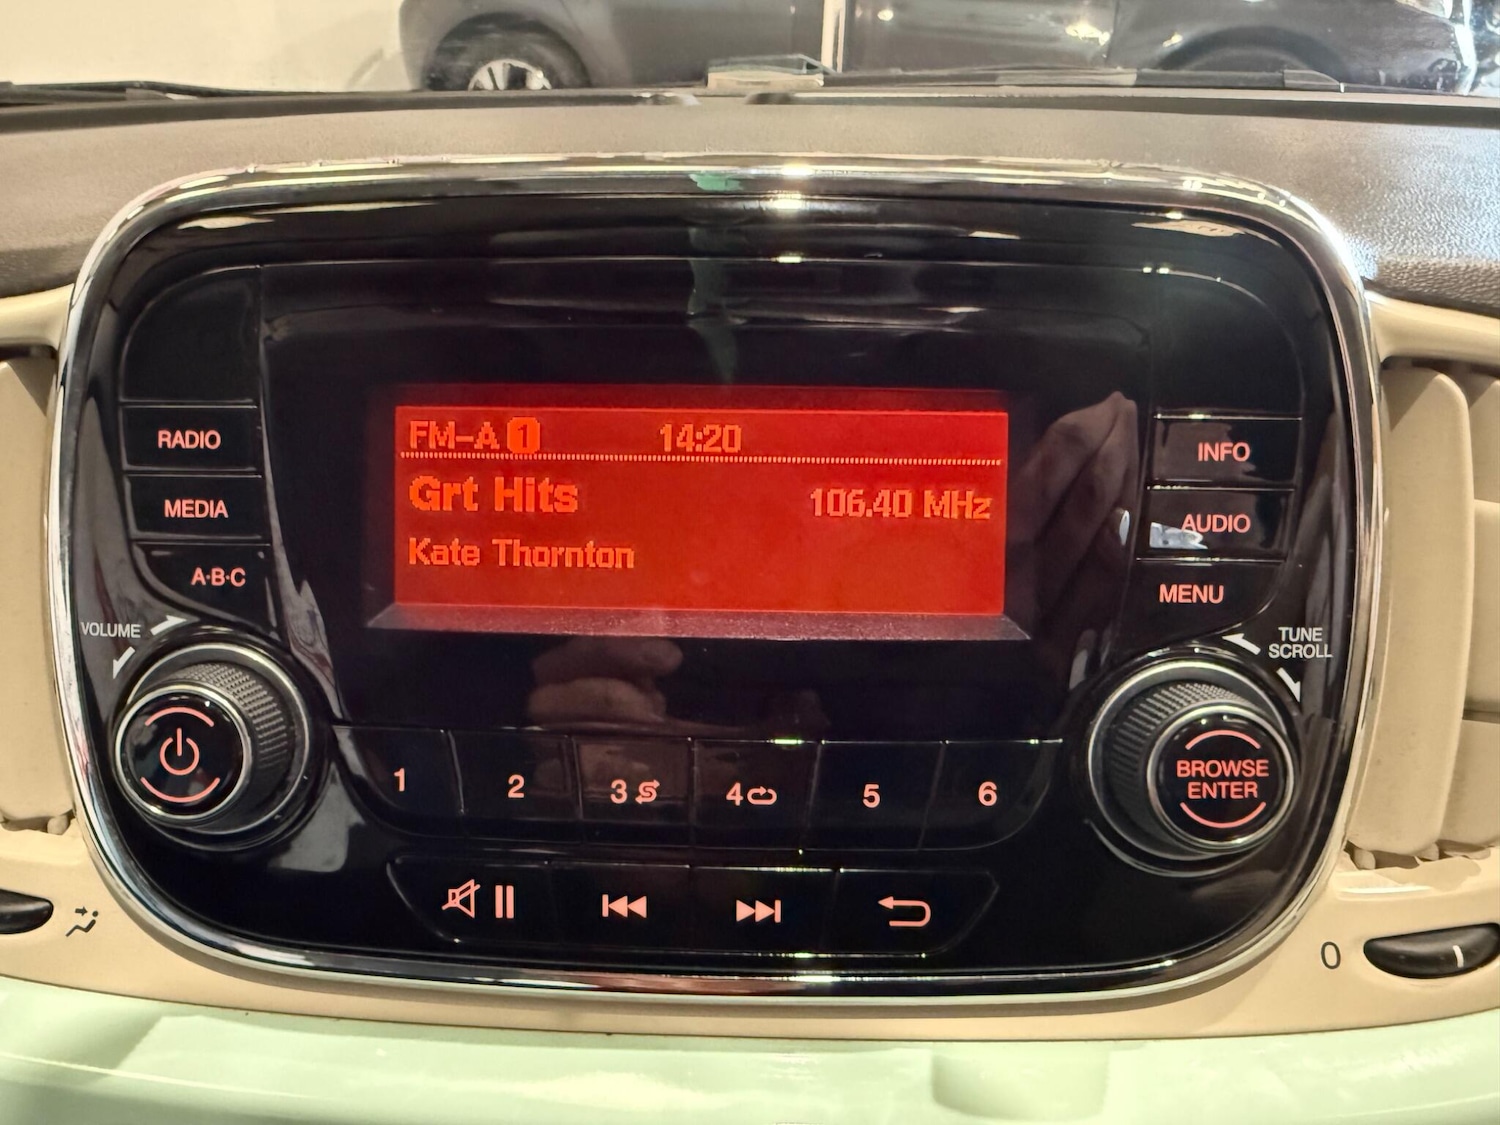 FM-A 1 14:20
Grt Hits 106.40 MHz
Kate Thornton
RADIO
MEDIA
A·B·C
VOLUME
INFO
AUDIO
MENU
TUNE
SCROLL
BROWSE
ENTER
1 2 3 4 5 6
0